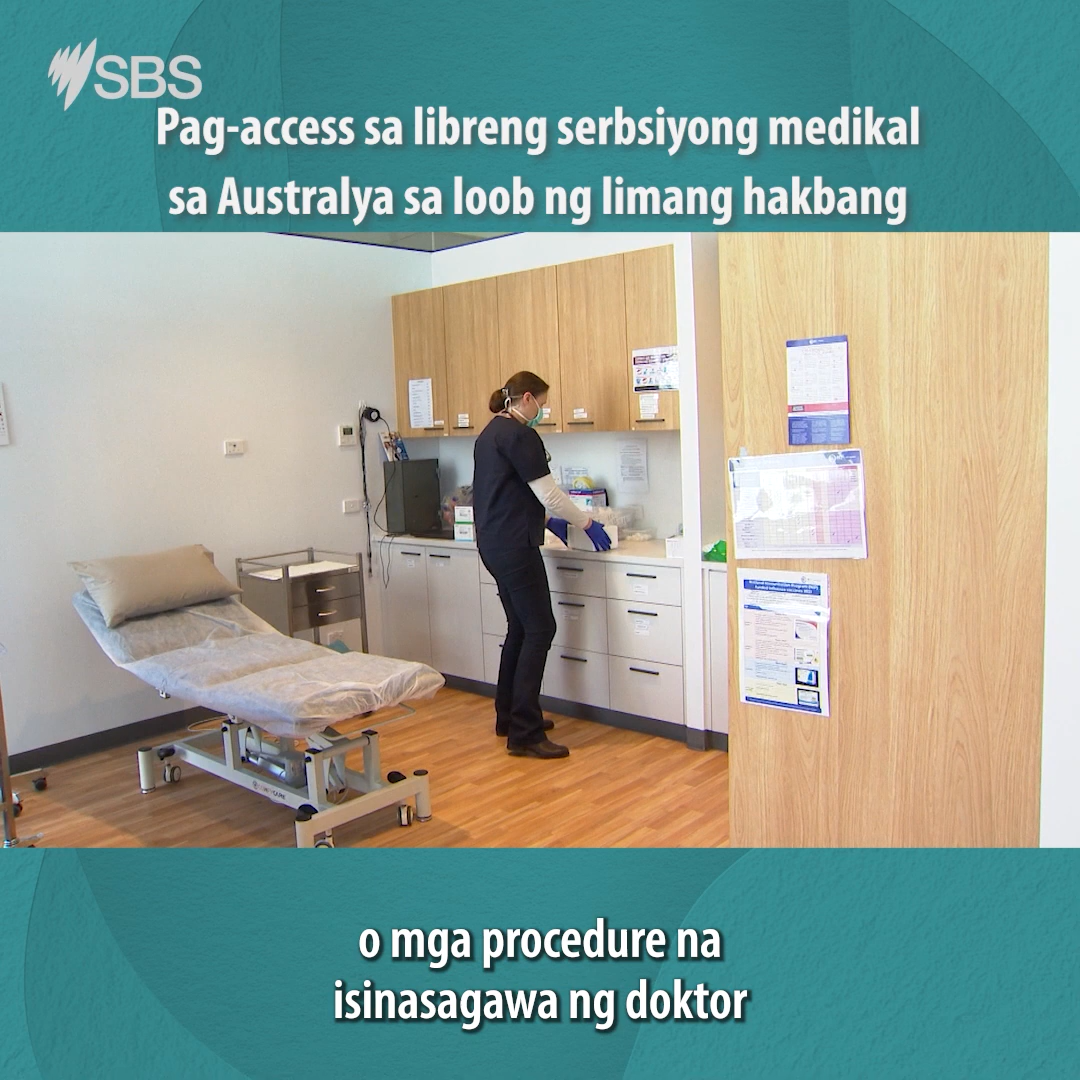 SBS
Pag-access sa libreng serbsiyong medikal
sa Australya sa loob ng limang hakbang
o mga procedure na
isinasagawa ng doktor